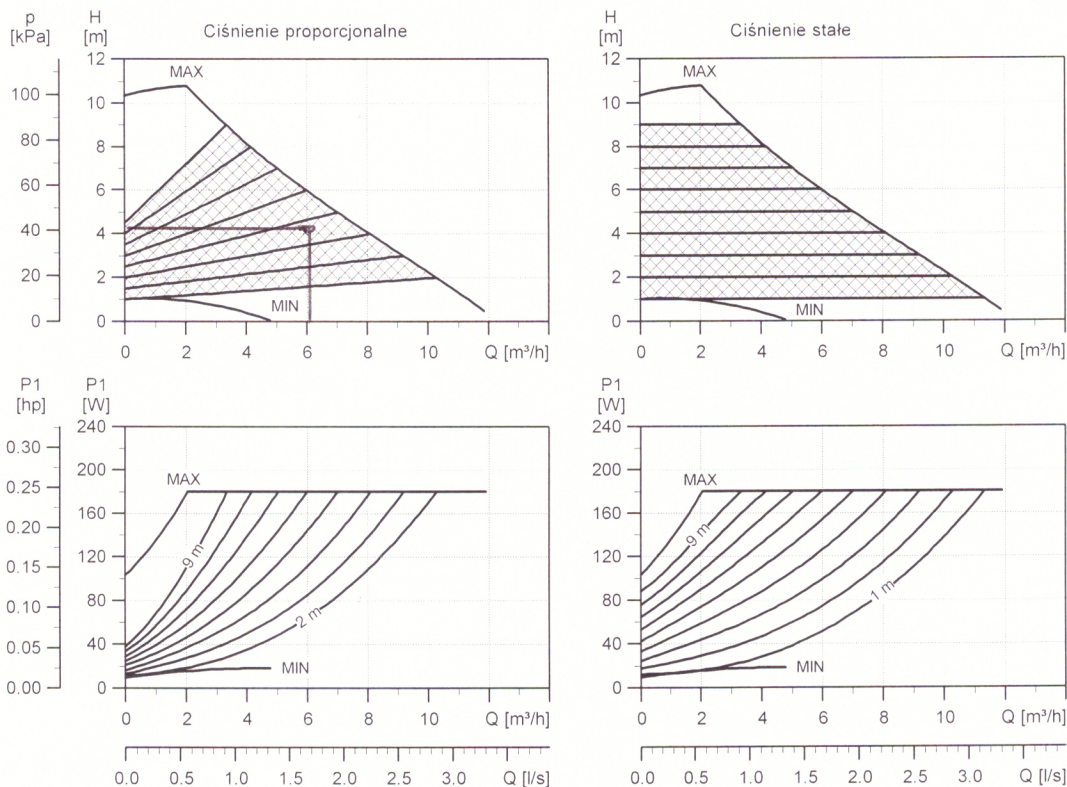 p
[kPa]
H
[m]
Ciśnienie proporcjonalne
12
10
8
6
4
2
0
100
80
60
40
20
0
MAX
MIN
0 2 4 6 8 10 Q [m³/h]
H
[m]
Ciśnienie stałe
12
10
8
6
4
2
0
MAX
MIN
0 2 4 6 8 10 Q [m³/h]
P1
[hp]
P1
[W]
0.30
0.25
0.20
0.15
0.10
0.05
0.00
240
200
160
120
80
40
0
MAX
9 m
2 m
MIN
0 2 4 6 8 10 Q [m³/h]
0.0 0.5 1.0 1.5 2.0 2.5 3.0 Q [l/s]
P1
[W]
240
200
160
120
80
40
0
MAX
9 m
1 m
MIN
0 2 4 6 8 10 Q [m³/h]
0.0 0.5 1.0 1.5 2.0 2.5 3.0 Q [l/s]